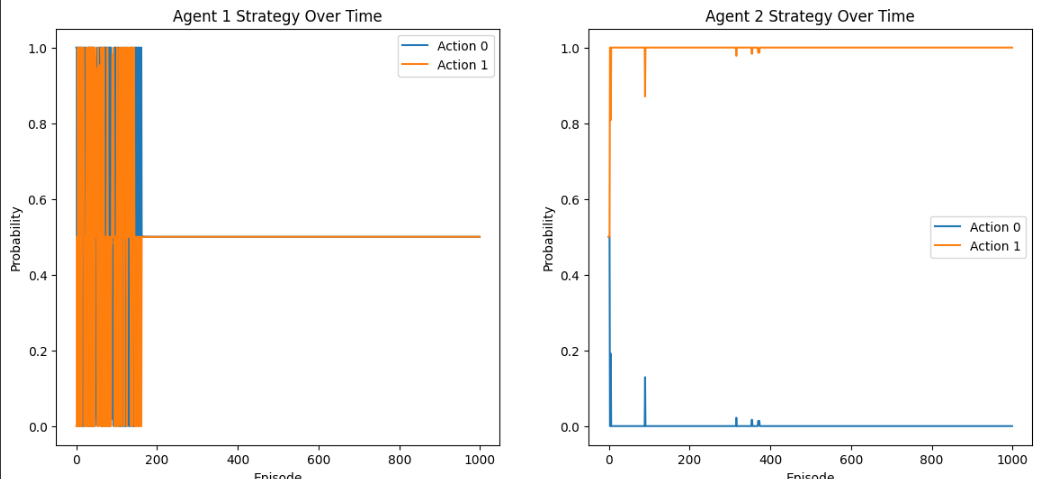 Agent 1 Strategy Over Time
Action 0
Action 1
Probability
1.0
0.8
0.6
0.4
0.2
0.0
0 200 400 600 800 1000
Episode
Agent 2 Strategy Over Time
Action 0
Action 1
Probability
1.0
0.8
0.6
0.4
0.2
0.0
0 200 400 600 800 1000
Episode